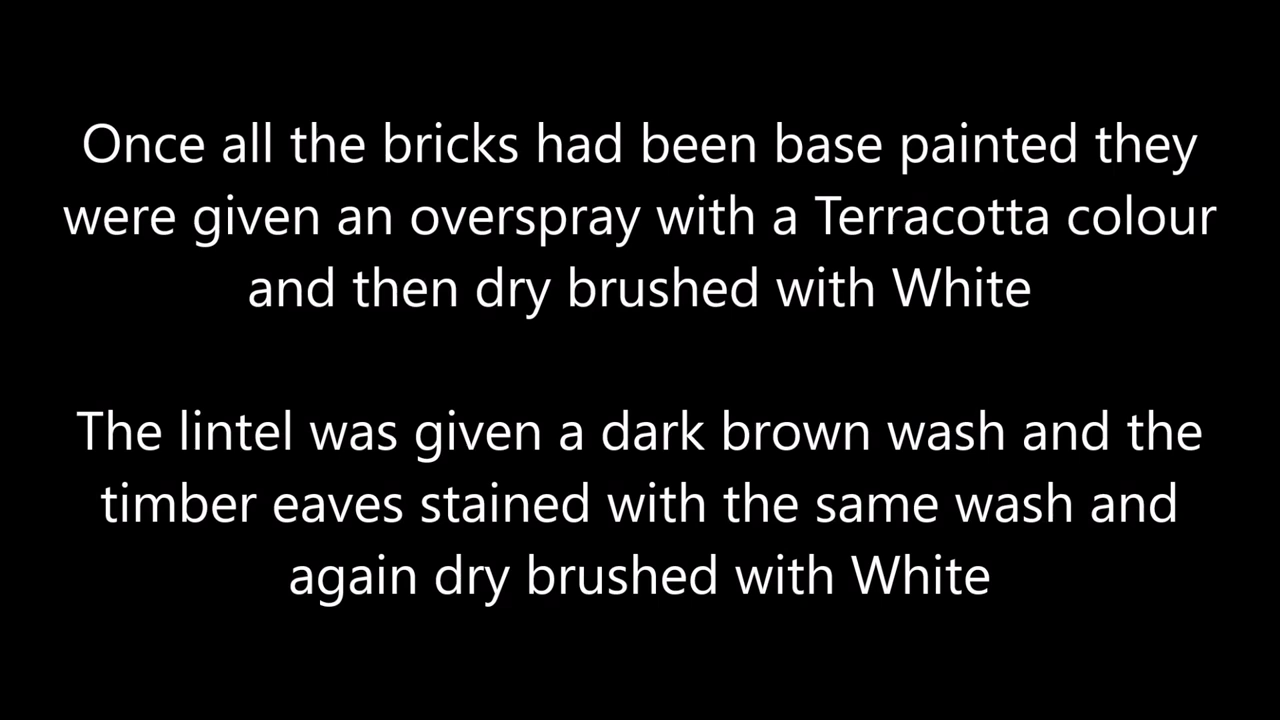 Once all the bricks had been base painted they
were given an overspray with a Terracotta colour
and then dry brushed with White
The lintel was given a dark brown wash and the
timber eaves stained with the same wash and
again dry brushed with White